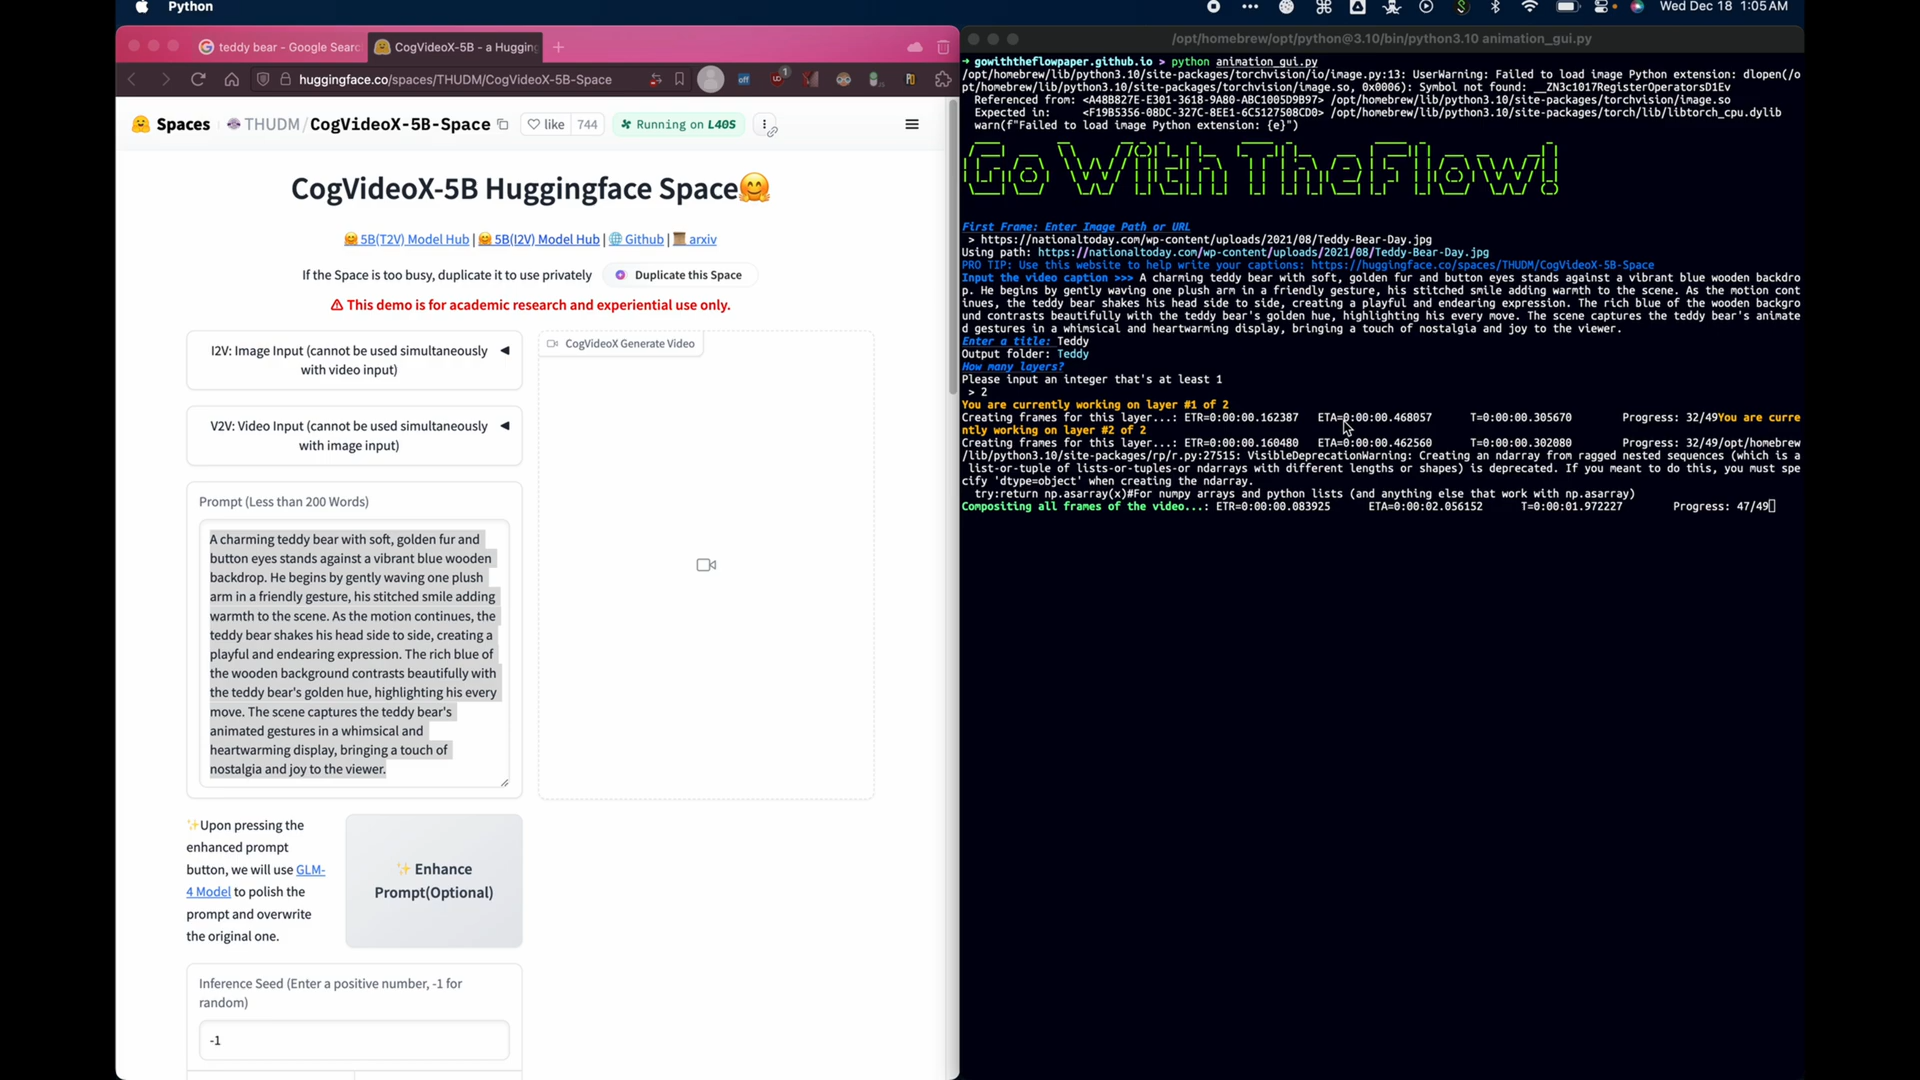 Python
Wed Dec 18 1:05 AM
teddy bear - Google Searc
CogVideoX-5B - a Hugging
huggingface.co/spaces/THUDM/CogVideoX-5B-Space
Spaces THUDM/CogVideoX-5B-Space like 744 Running on L40S
CogVideoX-5B Huggingface Space🤗
🤗 5B(T2V) Model Hub | 🤗 5B(I2V) Model Hub | 🌐 Github | 📜 arxiv
If the Space is too busy, duplicate it to use privately Duplicate this Space
⚠ This demo is for academic research and experiential use only.
I2V: Image Input (cannot be used simultaneously
with video input)
V2V: Video Input (cannot be used simultaneously
with image input)
Prompt (Less than 200 Words)
A charming teddy bear with soft, golden fur and
button eyes stands against a vibrant blue wooden
backdrop. He begins by gently waving one plush
arm in a friendly gesture, his stitched smile adding
warmth to the scene. As the motion continues, the
teddy bear shakes his head side to side, creating a
playful and endearing expression. The rich blue of
the wooden background contrasts beautifully with
the teddy bear's golden hue, highlighting his every
move. The scene captures the teddy bear's
animated gestures in a whimsical and
heartwarming display, bringing a touch of
nostalgia and joy to the viewer.
✨Upon pressing the
enhanced prompt
button, we will use GLM-
4 Model to polish the
prompt and overwrite
the original one.
✨ Enhance
Prompt(Optional)
Inference Seed (Enter a positive number, -1 for
random)
-1
CogVideoX Generate Video
/opt/homebrew/opt/python@3.10/bin/python3.10 animation_gui.py
➜ gowiththeflowpaper.github.io > python animation_gui.py
/opt/homebrew/lib/python3.10/site-packages/torchvision/io/image.py:13: UserWarning: Failed to load image Python extension: dlopen(/o
pt/homebrew/lib/python3.10/site-packages/torchvision/image.so, 0x0006): Symbol not found: __ZN3c1017RegisterOperatorsD1Ev
Referenced from: <A48B827E-E301-3618-9A80-ABC1005D9B97> /opt/homebrew/lib/python3.10/site-packages/torchvision/image.so
Expected in: <F19B5356-08DC-327C-8EE1-6C5127508CD0> /opt/homebrew/lib/python3.10/site-packages/torch/lib/libtorch_cpu.dylib
warn(f"Failed to load image Python extension: {e}")
Go With The Flow!
First Frame: Enter Image Path or URL
> https://nationaltoday.com/wp-content/uploads/2021/08/Teddy-Bear-Day.jpg
Using path: https://nationaltoday.com/wp-content/uploads/2021/08/Teddy-Bear-Day.jpg
PRO TIP: Use this website to help write your captions: https://huggingface.co/spaces/THUDM/CogVideoX-5B-Space
Input the video caption >>> A charming teddy bear with soft, golden fur and button eyes stands against a vibrant blue wooden backdro
p. He begins by gently waving one plush arm in a friendly gesture, his stitched smile adding warmth to the scene. As the motion cont
inues, the teddy bear shakes his head side to side, creating a playful and endearing expression. The rich blue of the wooden backgro
und contrasts beautifully with the teddy bear's golden hue, highlighting his every move. The scene captures the teddy bear's animate
d gestures in a whimsical and heartwarming display, bringing a touch of nostalgia and joy to the viewer.
Enter a title: Teddy
Output folder: Teddy
How many layers?
Please input an integer that's at least 1
> 2
You are currently working on layer #1 of 2
Creating frames for this layer...: ETR=0:00:00.162387 ETA=0:00:00.468057 T=0:00:00.305670 Progress: 32/49You are curre
ntly working on layer #2 of 2
Creating frames for this layer...: ETR=0:00:00.160480 ETA=0:00:00.462560 T=0:00:00.302080 Progress: 32/49/opt/homebrew
/lib/python3.10/site-packages/rp/r.py:27515: VisibleDeprecationWarning: Creating an ndarray from ragged nested sequences (which is a
list-or-tuple of lists-or-tuples-or ndarrays with different lengths or shapes) is deprecated. If you meant to do this, you must spe
cify 'dtype=object' when creating the ndarray.
try:return np.asarray(x)#For numpy arrays and python lists (and anything else that work with np.asarray)
Compositing all frames of the video...: ETR=0:00:00.083925 ETA=0:00:02.056152 T=0:00:01.972227 Progress: 47/49